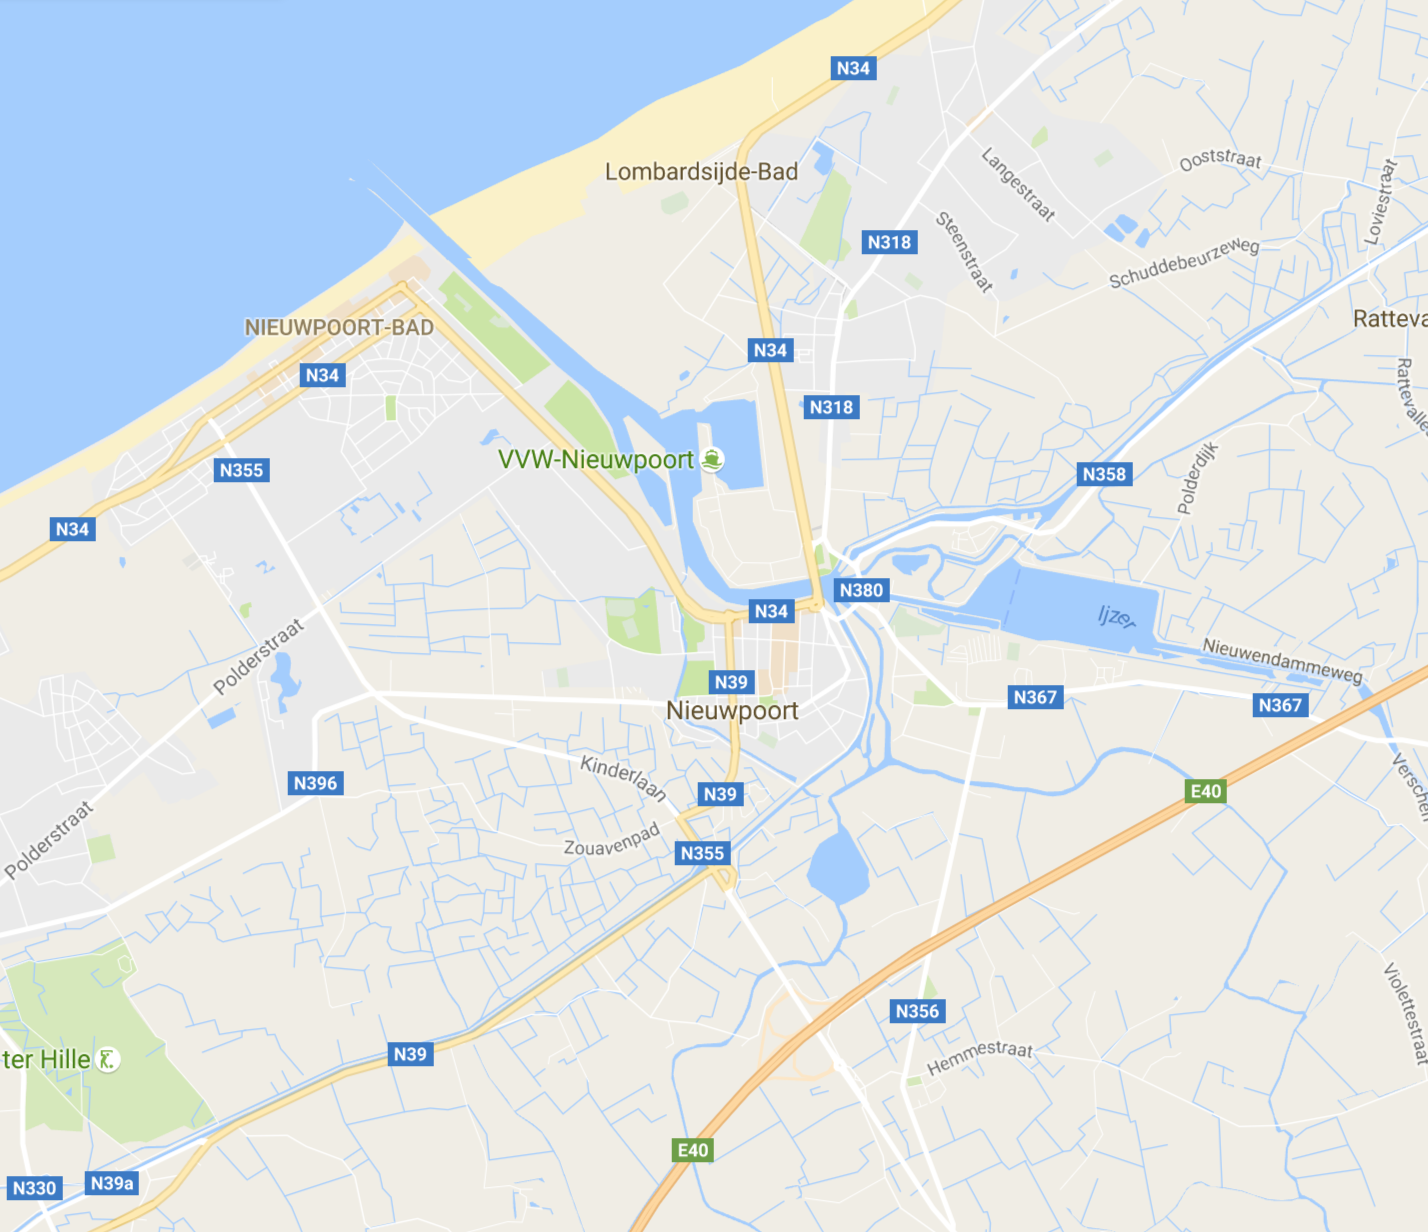 N34
Lombardsijde-Bad
Ooststraat
Langestraat
Loviestraat
Steenstraat
N318
Schuddebeurzeweg
NIEUWPOORT-BAD
Ratteva
N34
N34
Rattevalle
N318
VVW-Nieuwpoort
N355
N358
Polderdijk
N34
N380
N34
Ijzer
Polderstraat
Nieuwendammeweg
N39
N367
N367
Nieuwpoort
Kinderlaan
N396
N39
E40
Verschen
Polderstraat
Zouavenpad
N355
Violettestraat
N356
ter Hille
N39
Hemmestraat
E40
N330
N39a